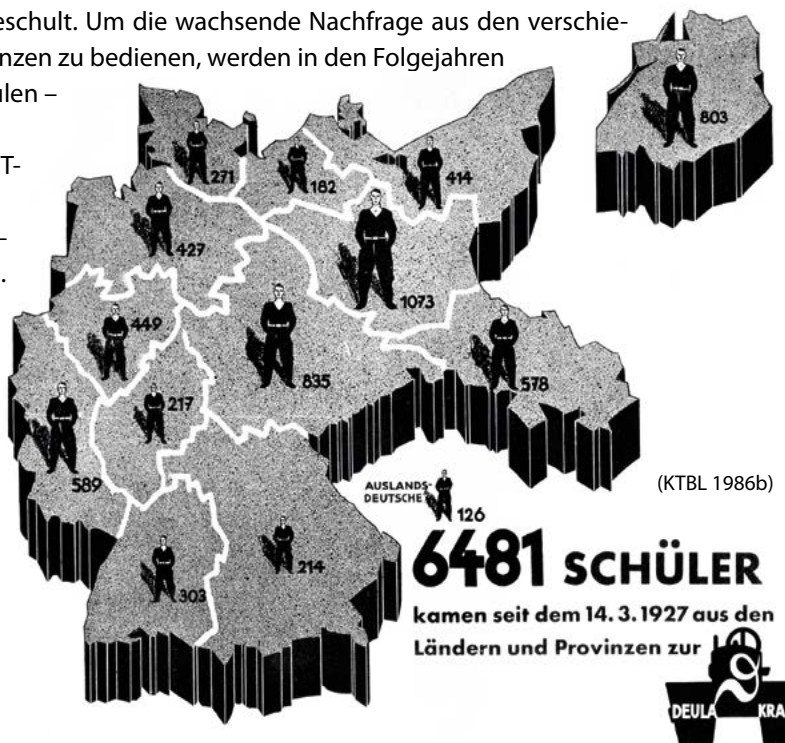 eschult. Um die wachsende Nachfrage aus den verschie-
nzen zu bedienen, werden in den Folgejahren
ulen –
T-
–
.
803
271
182
414
427
1073
449
835
578
217
589
303
214
AUSLANDS-
DEUTSCHE
126
(KTBL 1986b)
6481 SCHÜLER
kamen seit dem 14.3.1927 aus den
Ländern und Provinzen zur
DEULA KRA